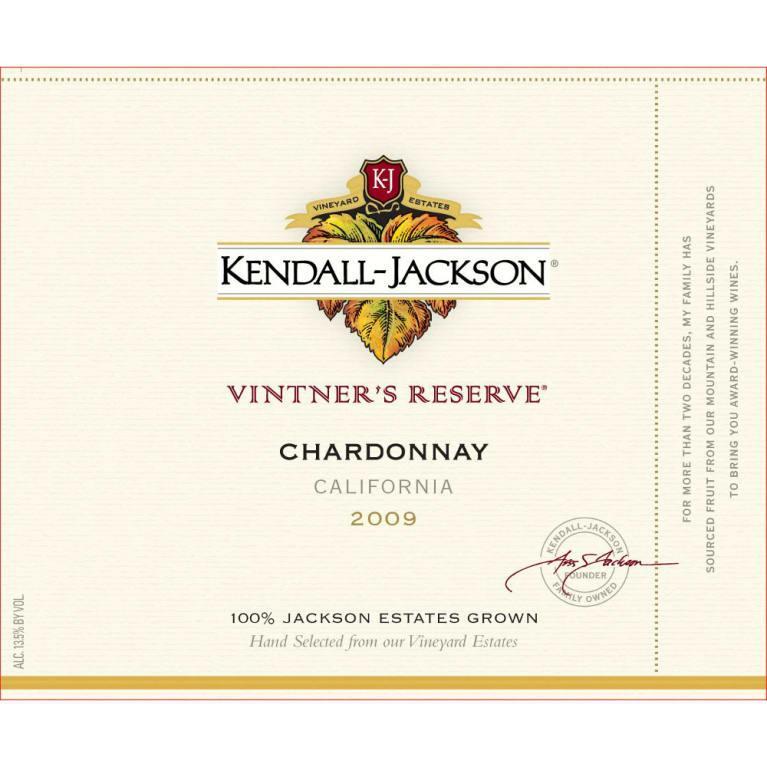 K-J
VINEYARD ESTATES
KENDALL-JACKSON®
VINTNER'S RESERVE®
CHARDONNAY
CALIFORNIA
2009
KENDALL-JACKSON
FOUNDER
FAMILY OWNED
100% JACKSON ESTATES GROWN
Hand Selected from our Vineyard Estates
ALC. 13.5% BY VOL.
FOR MORE THAN TWO DECADES, MY FAMILY HAS
SOURCED FRUIT FROM OUR MOUNTAIN AND HILLSIDE VINEYARDS
TO BRING YOU AWARD-WINNING WINES.